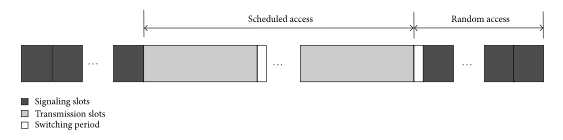 Scheduled access
Random access
...
...
...
Signaling slots
Transmission slots
Switching period